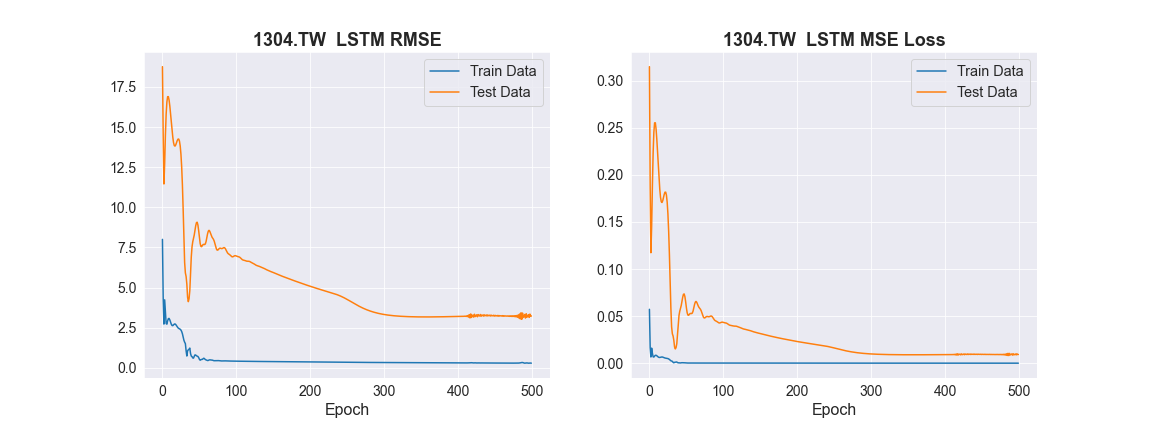 1304.TW LSTM RMSE
Train Data
Test Data
17.5
15.0
12.5
10.0
7.5
5.0
2.5
0.0
0 100 200 300 400 500
Epoch
1304.TW LSTM MSE Loss
Train Data
Test Data
0.30
0.25
0.20
0.15
0.10
0.05
0.00
0 100 200 300 400 500
Epoch